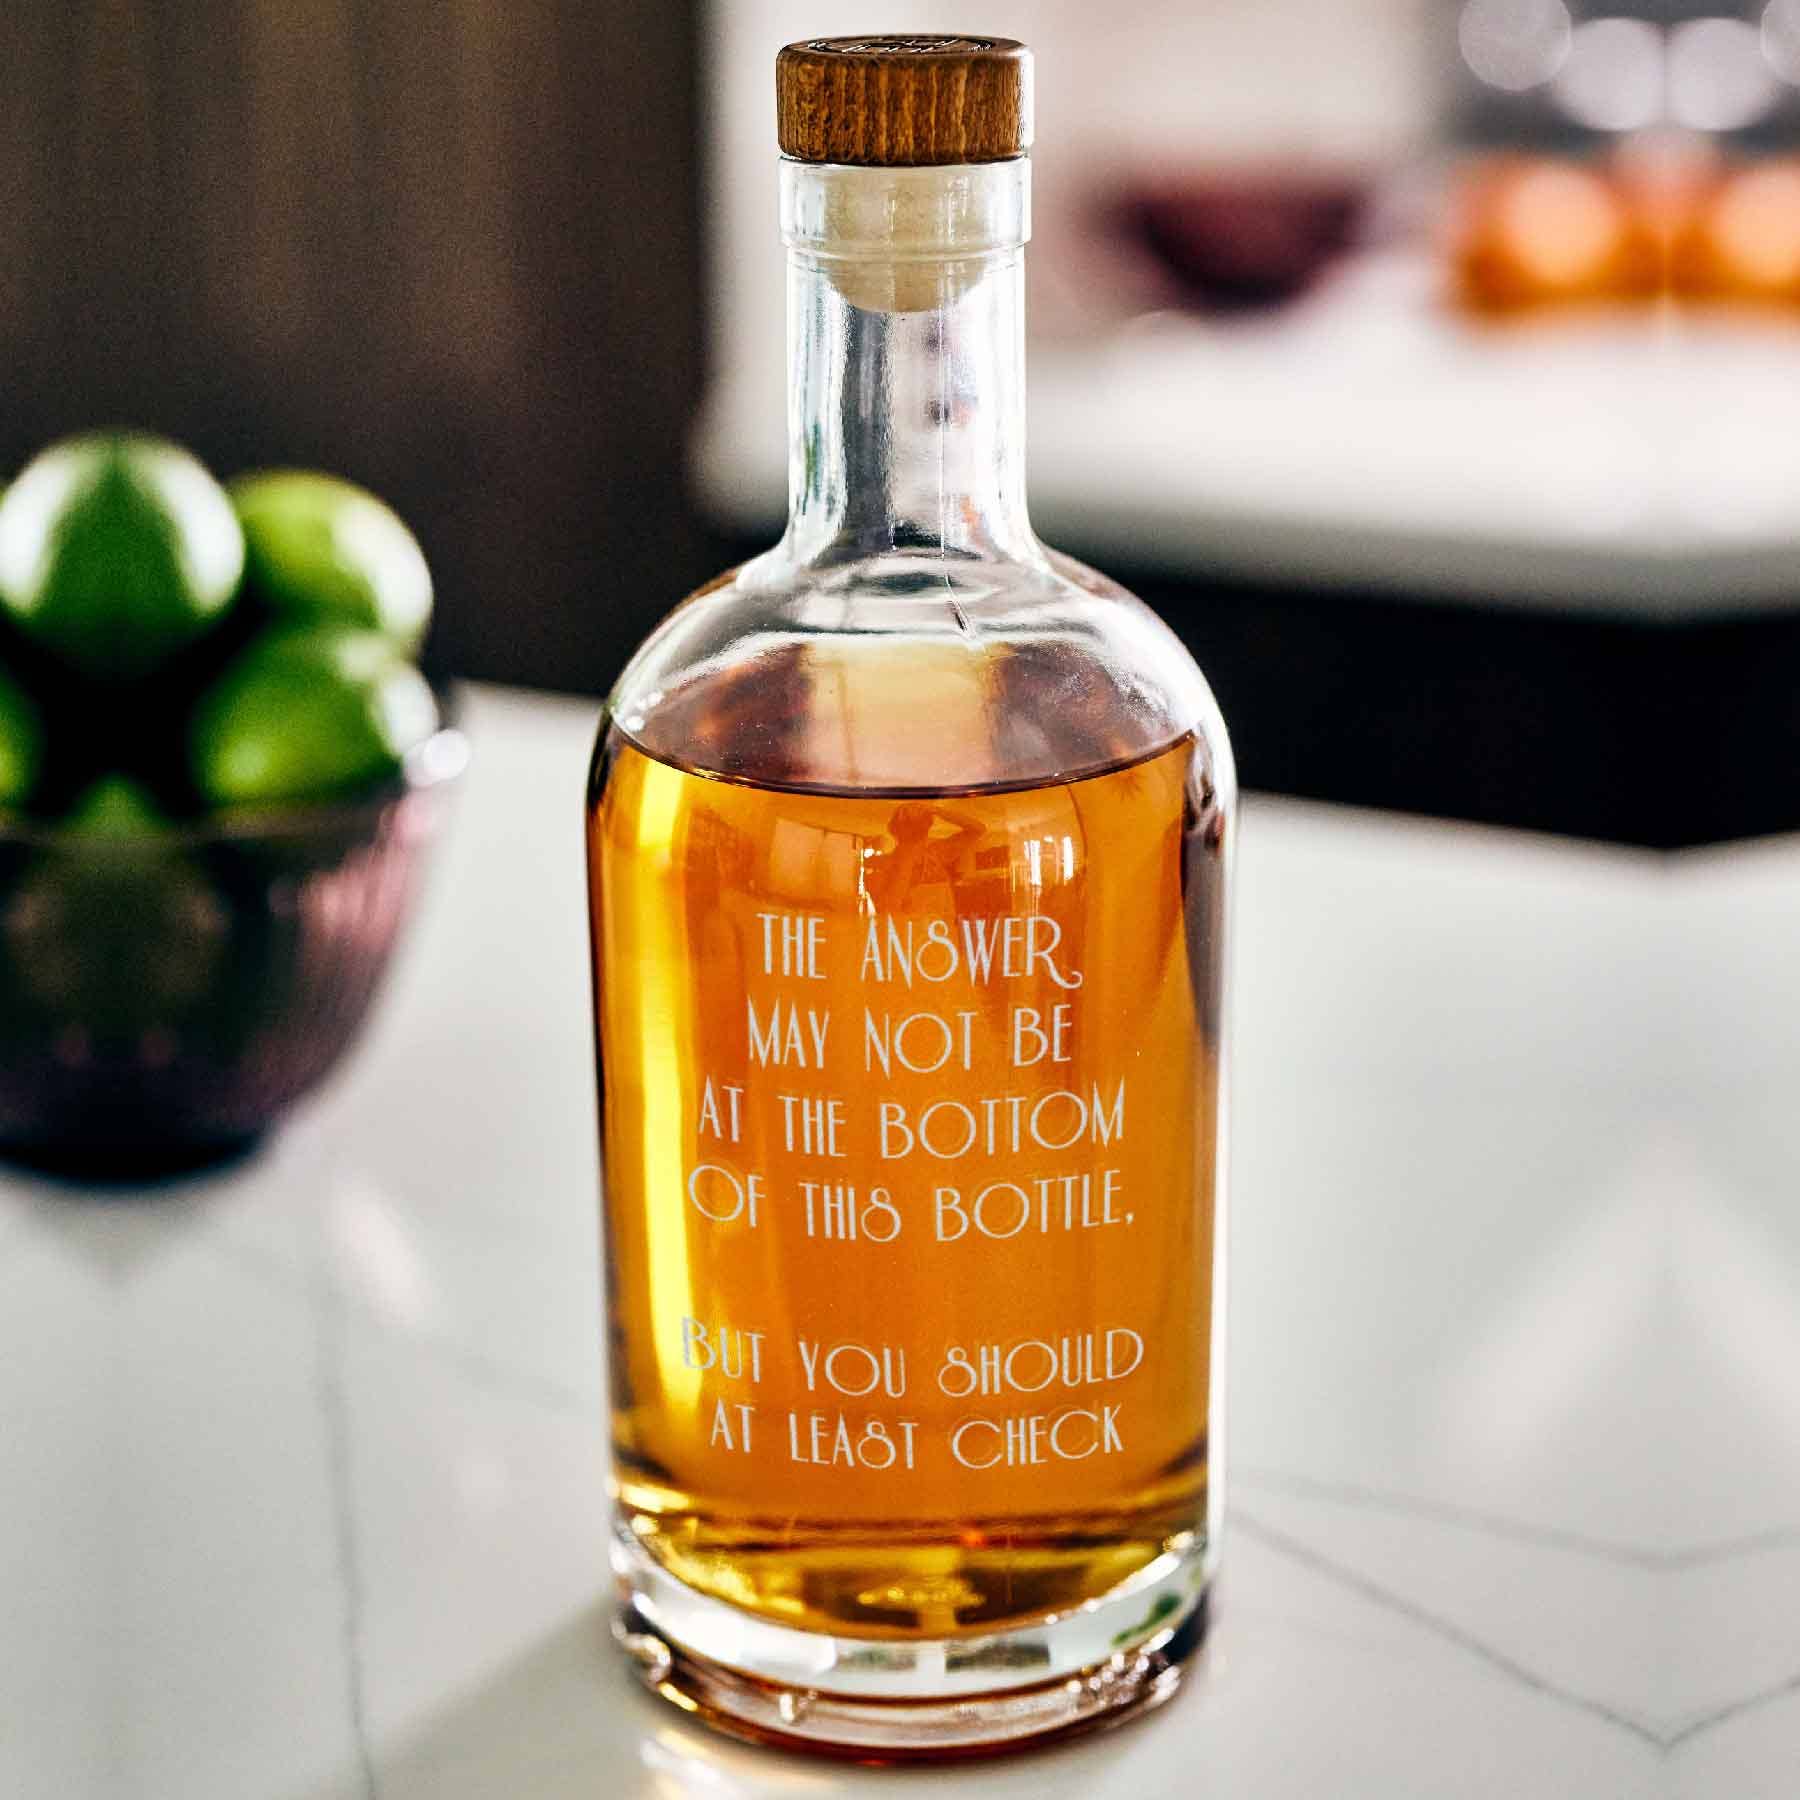 THE ANSWER
MAY NOT BE
AT THE BOTTOM
OF THIS BOTTLE,
BUT YOU SHOULD
AT LEAST CHECK